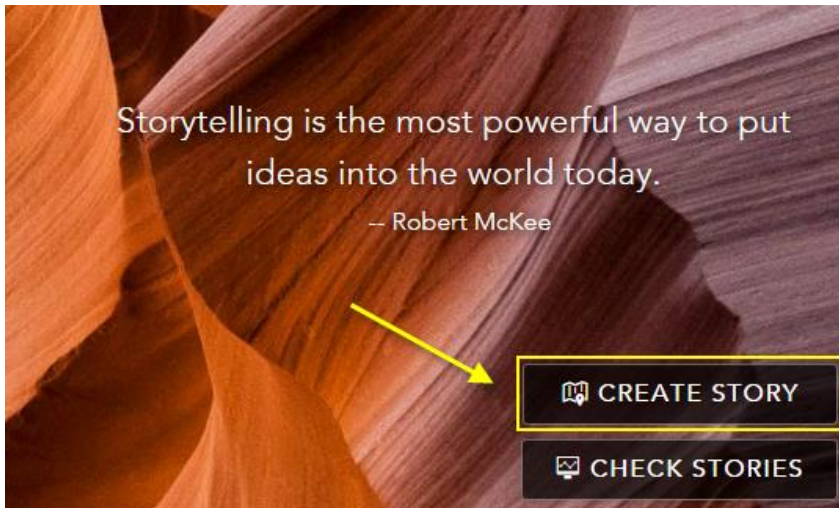 Storytelling is the most powerful way to put
ideas into the world today.
-- Robert McKee
CREATE STORY
CHECK STORIES